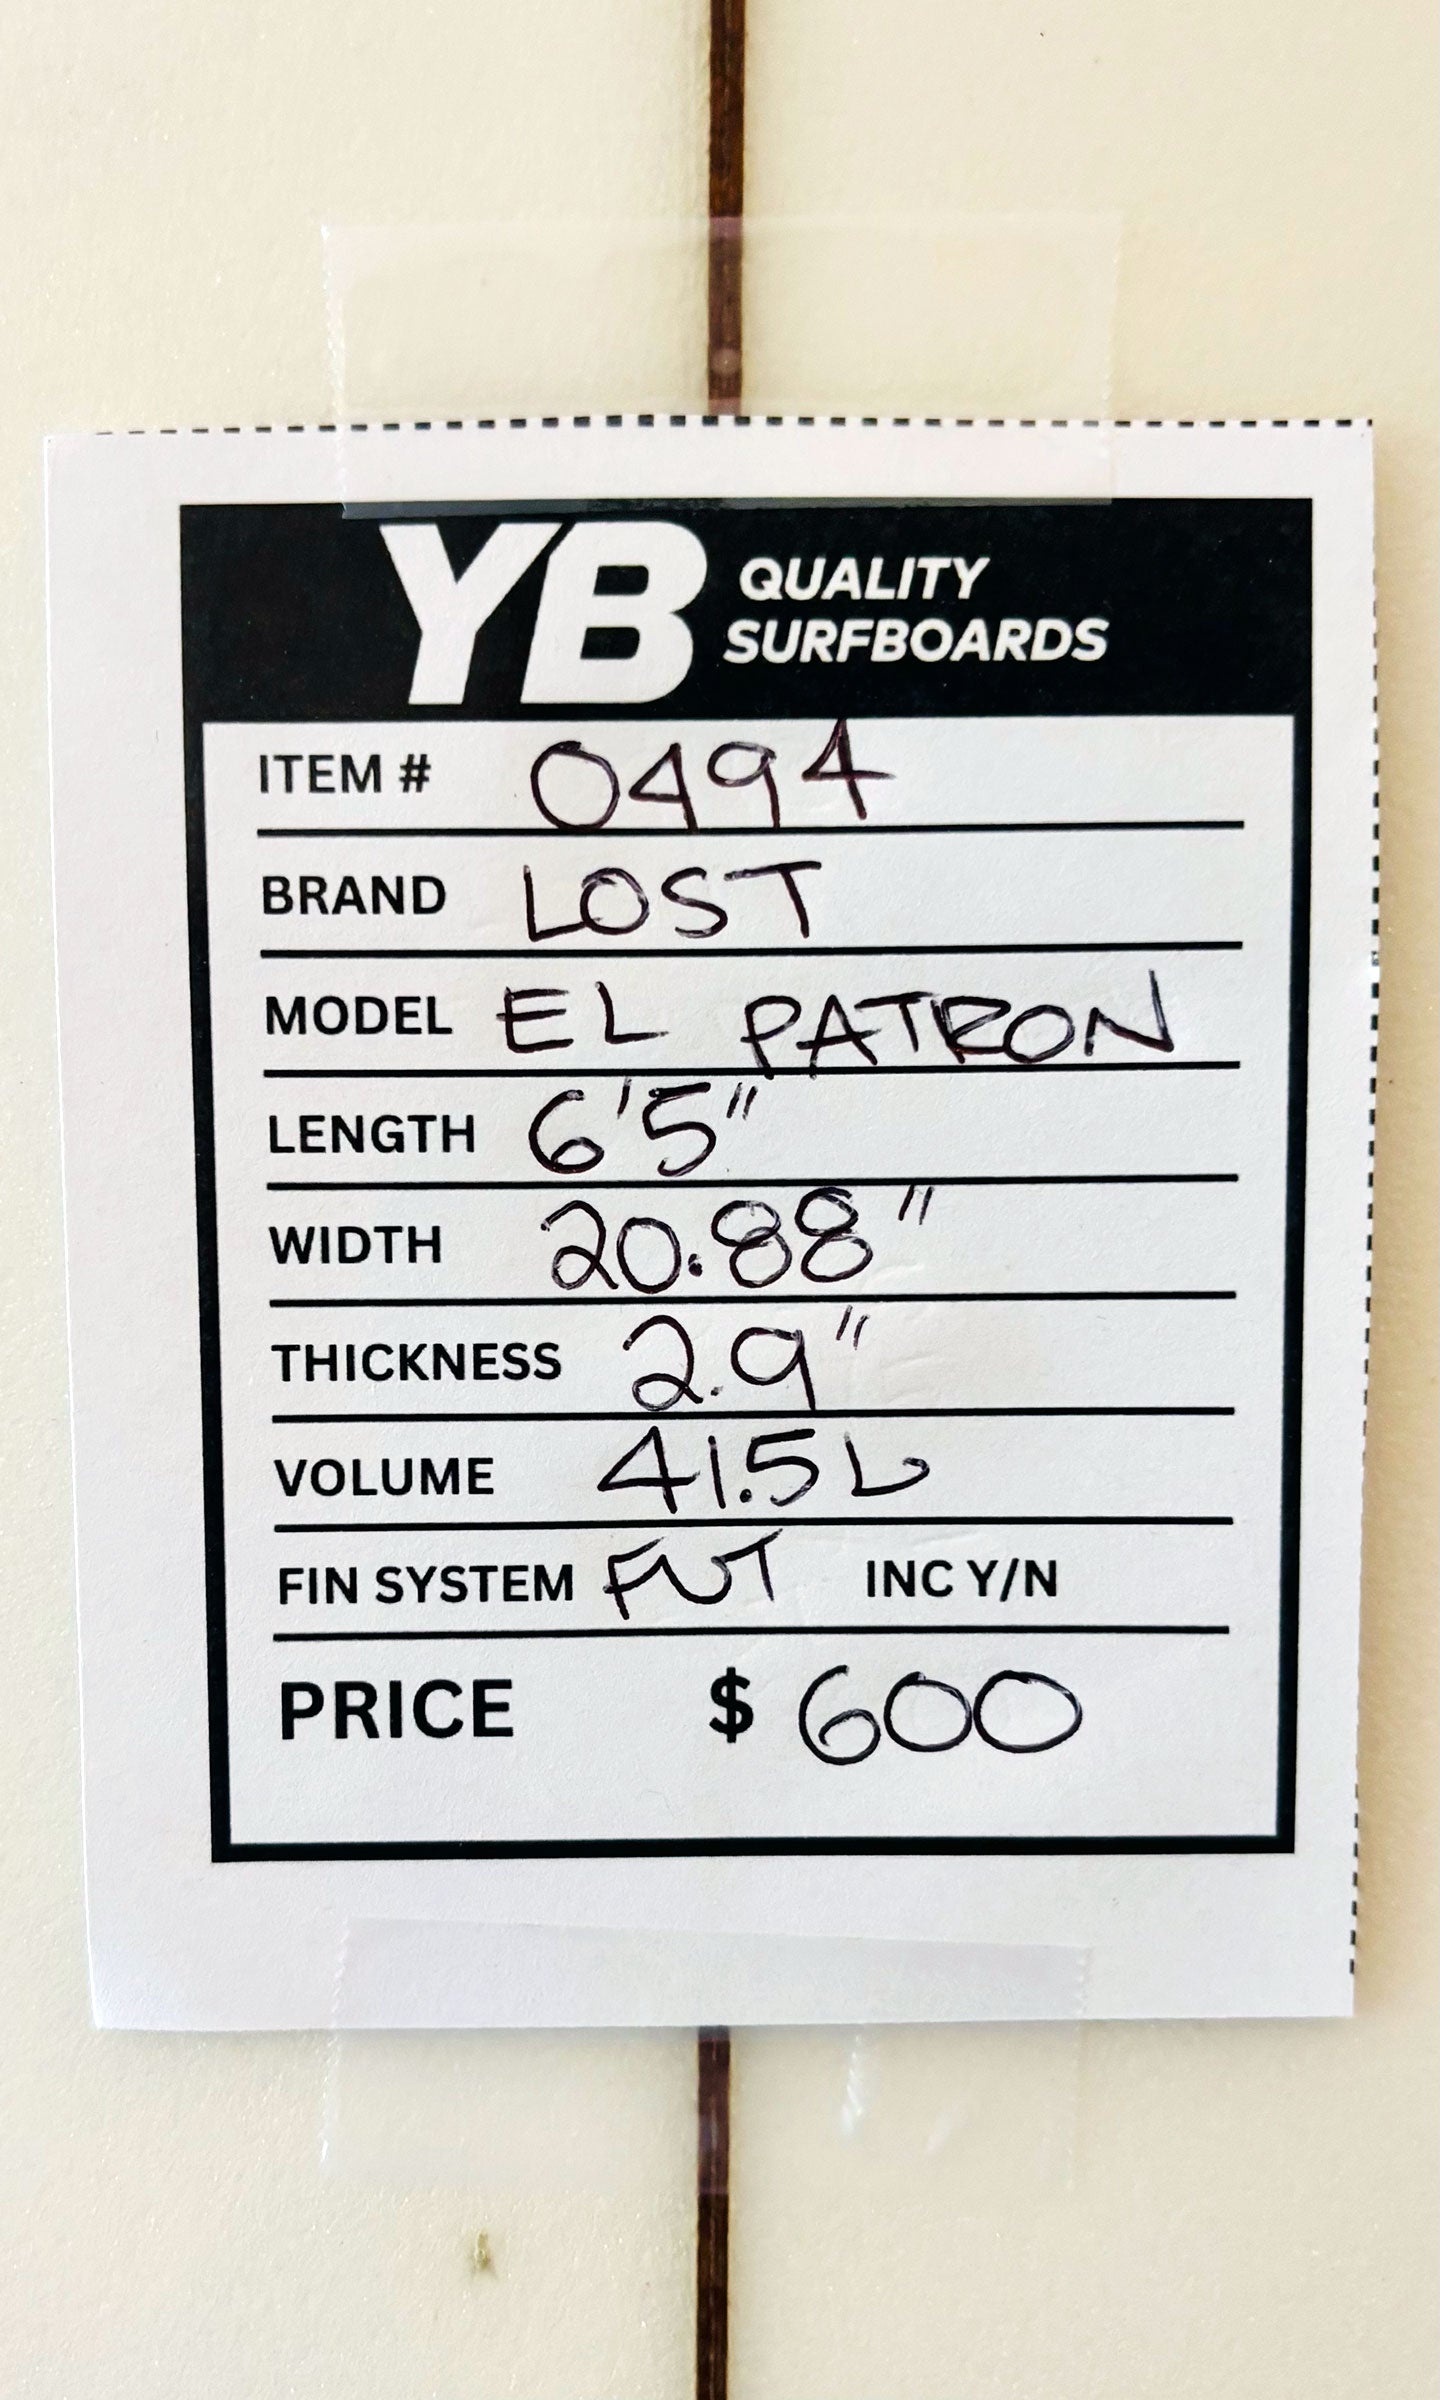 YB QUALITY
SURFBOARDS
ITEM # 0494
BRAND LOST
MODEL EL PATRON
LENGTH 6'5"
WIDTH 20.88"
THICKNESS 2.9"
VOLUME 41.5 L
FIN SYSTEM FUT INC Y/N
PRICE $ 600